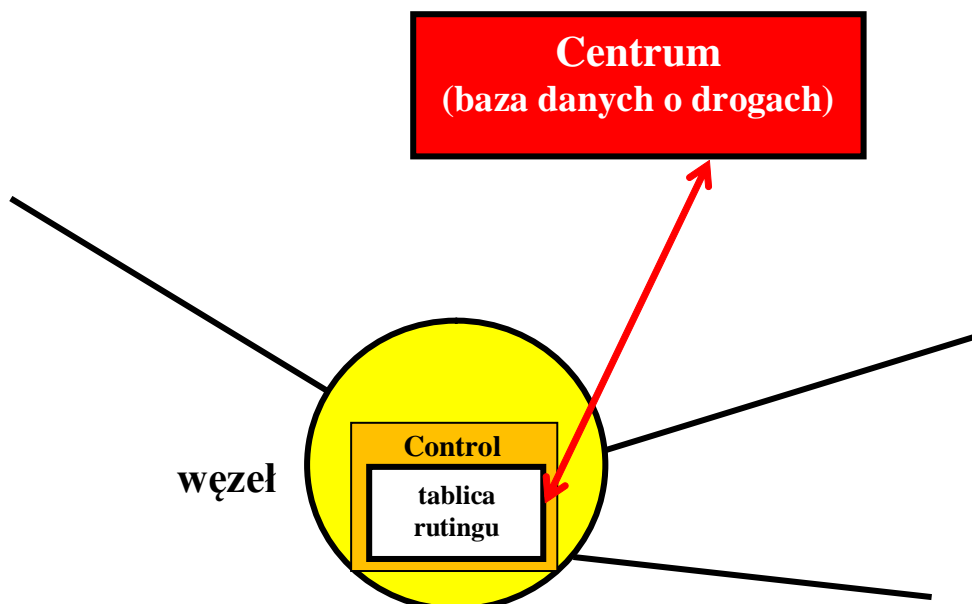 Centrum
(baza danych o drogach)
Control
węzeł
tablica
rutingu